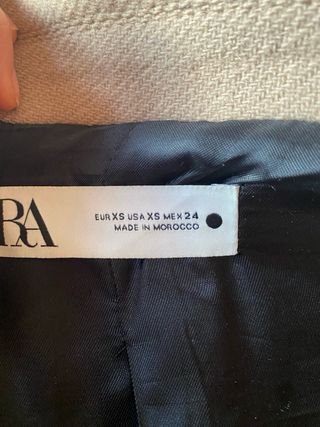 RA
EUR XS USA XS MEX 24
MADE IN MOROCCO